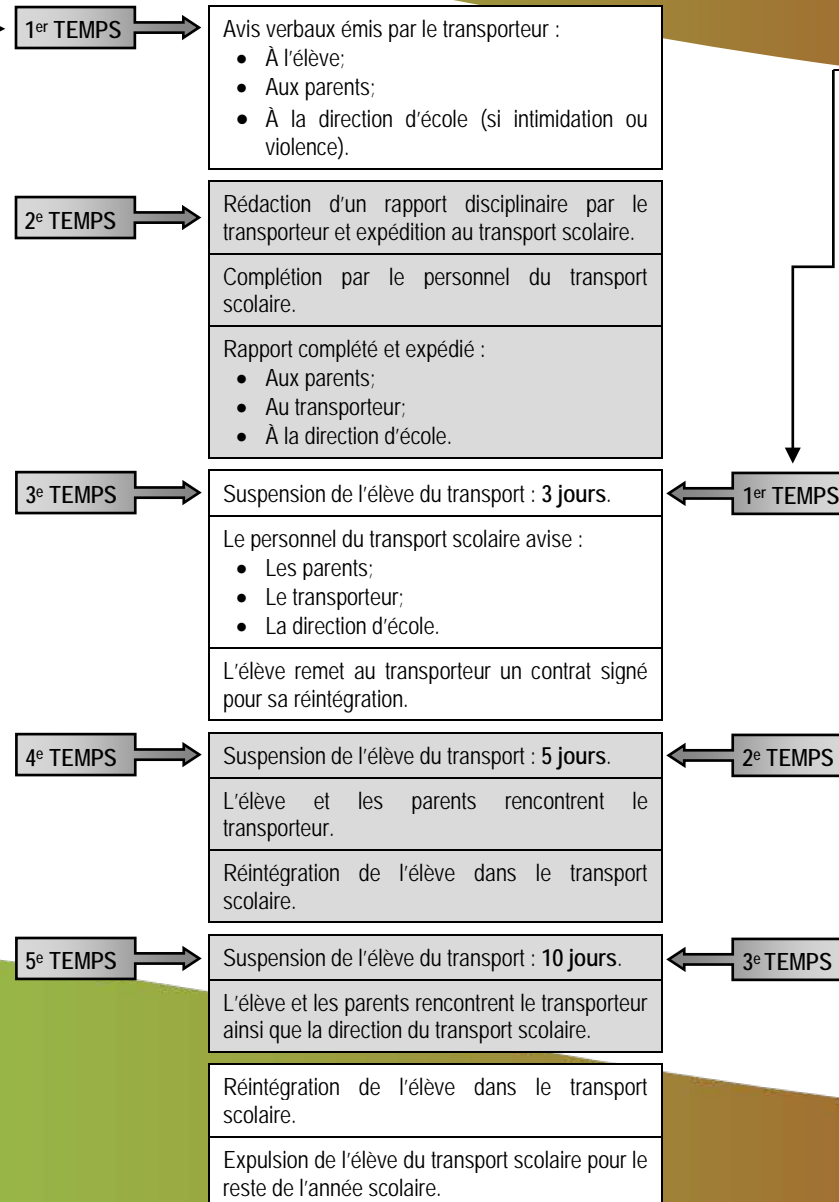 1er TEMPS
Avis verbaux émis par le transporteur :
• À l'élève;
• Aux parents;
• À la direction d'école (si intimidation ou
violence).
2e TEMPS
Rédaction d'un rapport disciplinaire par le
transporteur et expédition au transport scolaire.
Complétion par le personnel du transport
scolaire.
Rapport complété et expédié :
• Aux parents;
• Au transporteur;
• À la direction d'école.
3e TEMPS
Suspension de l'élève du transport : 3 jours.
1er TEMPS
Le personnel du transport scolaire avise :
• Les parents;
• Le transporteur;
• La direction d'école.
L'élève remet au transporteur un contrat signé
pour sa réintégration.
4e TEMPS
Suspension de l'élève du transport : 5 jours.
2e TEMPS
L'élève et les parents rencontrent le
transporteur.
Réintégration de l'élève dans le transport
scolaire.
5e TEMPS
Suspension de l'élève du transport : 10 jours.
3e TEMPS
L'élève et les parents rencontrent le transporteur
ainsi que la direction du transport scolaire.
Réintégration de l'élève dans le transport
scolaire.
Expulsion de l'élève du transport scolaire pour le
reste de l'année scolaire.